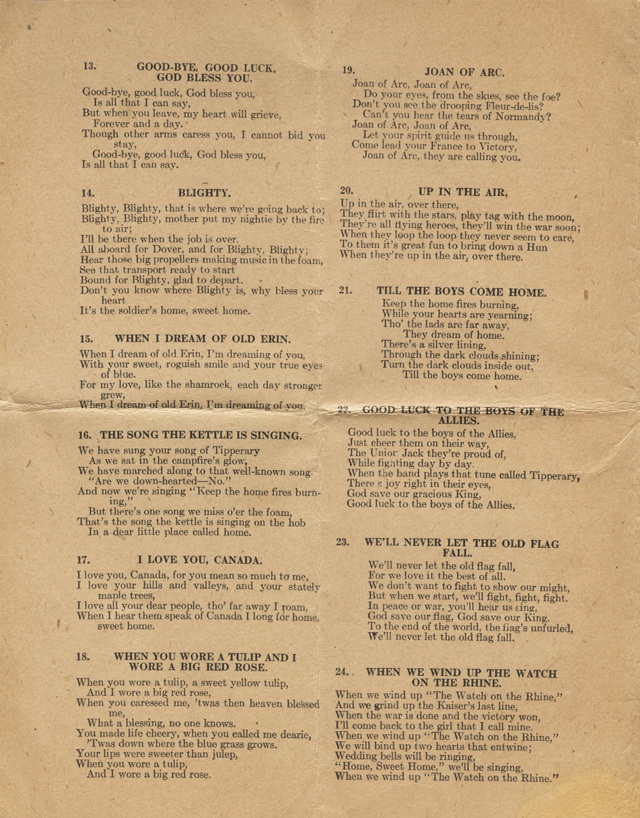 13. GOOD-BYE, GOOD LUCK,
GOD BLESS YOU.
Good-bye, good luck, God bless you,
Is all that I can say,
But when you leave, my heart will grieve,
Forever and a day.
Though other arms caress you, I cannot bid you
stay,
Good-bye, good luck, God bless you,
Is all that I can say.
14. BLIGHTY.
Blighty, Blighty, that is where we're going back to;
Blighty, Blighty, mother put my nightie by the fire
to air;
I'll be there when the job is over.
All aboard for Dover, and for Blighty, Blighty;
Hear those big propellers making music in the foam,
See that transport ready to start
Bound for Blighty, glad to depart.
Don't you know where Blighty is, why bless your
heart
It's the soldier's home, sweet home.
15. WHEN I DREAM OF OLD ERIN.
When I dream of old Erin, I'm dreaming of you,
With your sweet, roguish smile and your true eyes
of blue.
For my love, like the shamrock, each day stronger
grew,
When I dream of old Erin, I'm dreaming of you.
16. THE SONG THE KETTLE IS SINGING.
We have sung your song of Tipperary
As we sat in the campfire's glow,
We have marched along to that well-known song
"Are we down-hearted—No."
And now we're singing "Keep the home fires burn-
ing,"
But there's one song we miss o'er the foam,
That's the song the kettle is singing on the hob
In a dear little place called home.
17. I LOVE YOU, CANADA.
I love you, Canada, for you mean so much to me,
I love your hills and valleys, and your stately
maple trees,
I love all your dear people, tho' far away I roam,
When I hear them speak of Canada I long for home,
sweet home.
18. WHEN YOU WORE A TULIP AND I
WORE A BIG RED ROSE.
When you wore a tulip, a sweet yellow tulip,
And I wore a big red rose,
When you caressed me, 'twas then heaven blessed
me,
What a blessing, no one knows.
You made life cheery, when you called me dearie,
'Twas down where the blue grass grows.
Your lips were sweeter than julep,
When you wore a tulip,
And I wore a big red rose.
19. JOAN OF ARC.
Joan of Arc, Joan of Arc,
Do your eyes, from the skies, see the foe?
Don't you see the drooping Fleur-de-lis?
Can't you hear the tears of Normandy?
Joan of Arc, Joan of Arc,
Let your spirit guide us through,
Come lead your France to Victory,
Joan of Arc, they are calling you.
20. UP IN THE AIR.
Up in the air, over there,
They flirt with the stars, play tag with the moon,
They're all flying heroes, they'll win the war soon;
When they loop the loop they never seem to care,
To them it's great fun to bring down a Hun
When they're up in the air, over there.
21. TILL THE BOYS COME HOME.
Keep the home fires burning,
While your hearts are yearning;
Tho' the lads are far away,
They dream of home.
There's a silver lining,
Through the dark clouds shining;
Turn the dark clouds inside out,
Till the boys come home.
22. GOOD LUCK TO THE BOYS OF THE
ALLIES.
Good luck to the boys of the Allies,
Just cheer them on their way,
The Union Jack they're proud of,
While fighting day by day.
When the band plays that tune called Tipperary,
There s joy right in their eyes,
God save our gracious King,
Good luck to the boys of the Allies.
23. WE'LL NEVER LET THE OLD FLAG
FALL.
We'll never let the old flag fall,
For we love it the best of all.
We don't want to fight to show our might,
But when we start, we'll fight, fight, fight.
In peace or war, you'll hear us sing,
God save our flag, God save our King.
To the end of the world, the flag's unfurled,
We'll never let the old flag fall.
24. WHEN WE WIND UP THE WATCH
ON THE RHINE.
When we wind up "The Watch on the Rhine,"
And we grind up the Kaiser's last line,
When the war is done and the victory won,
I'll come back to the girl that I call mine.
When we wind up "The Watch on the Rhine,"
We will bind up two hearts that entwine;
Wedding bells will be ringing,
"Home, Sweet Home," we'll be singing,
When we wind up "The Watch on the Rhine."